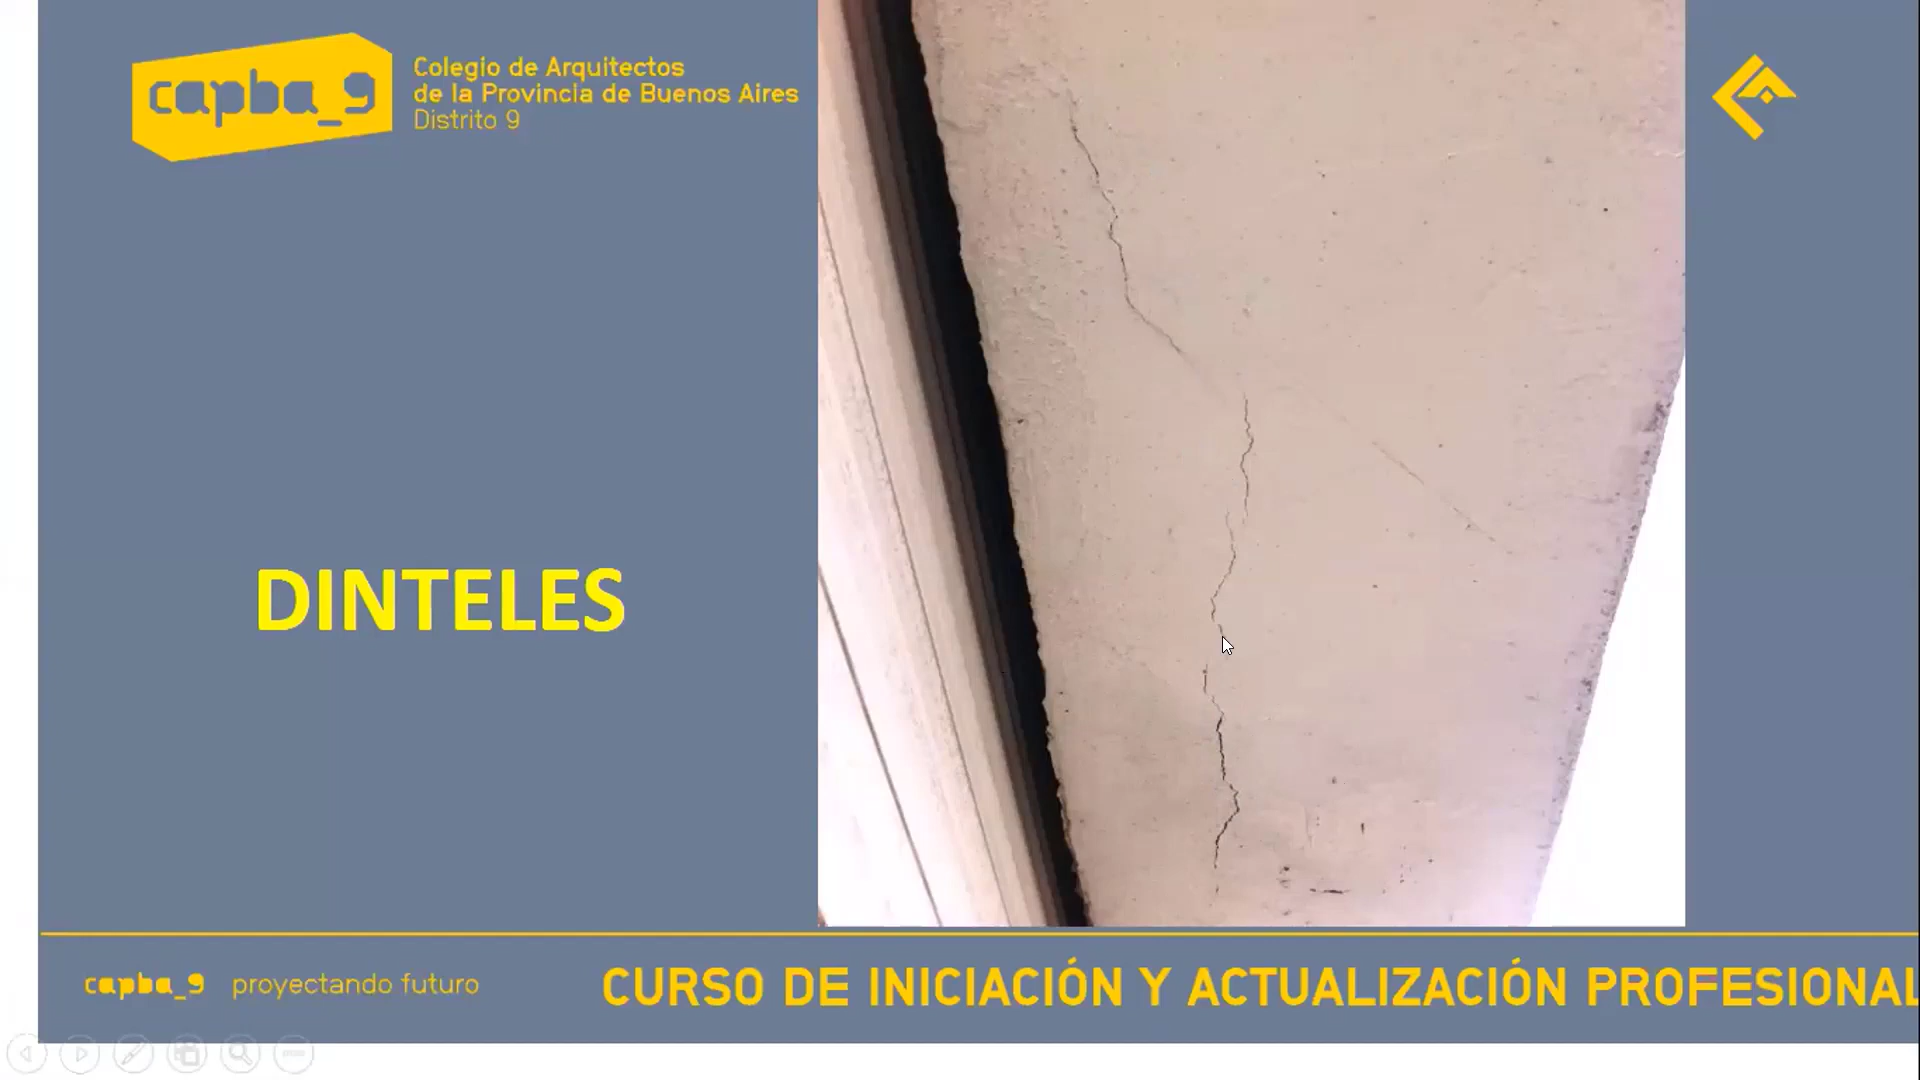 capba_9
Colegio de Arquitectos
de la Provincia de Buenos Aires
Distrito 9
DINTELES
capba_9 proyectando futuro
CURSO DE INICIACIÓN Y ACTUALIZACIÓN PROFESIONAL